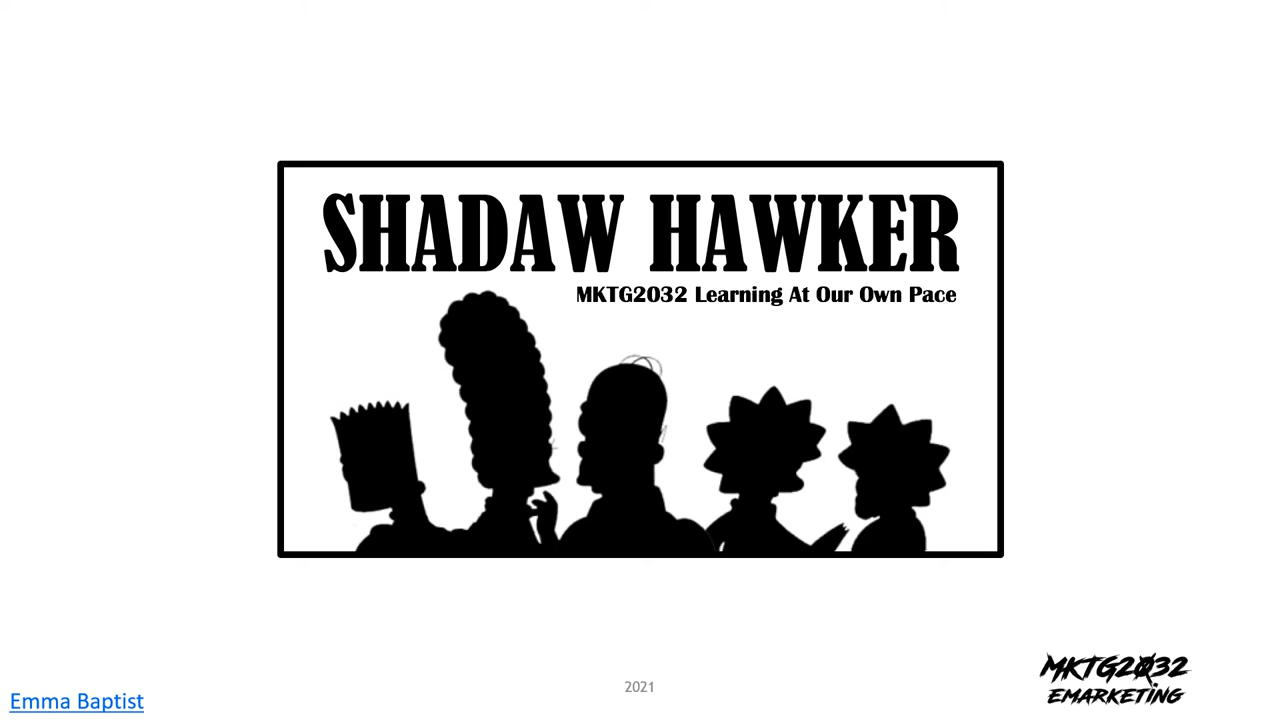 SHADAW HAWKER
MKTG2032 Learning At Our Own Pace
Emma Baptist
2021
MKTG2032
EMARKETING